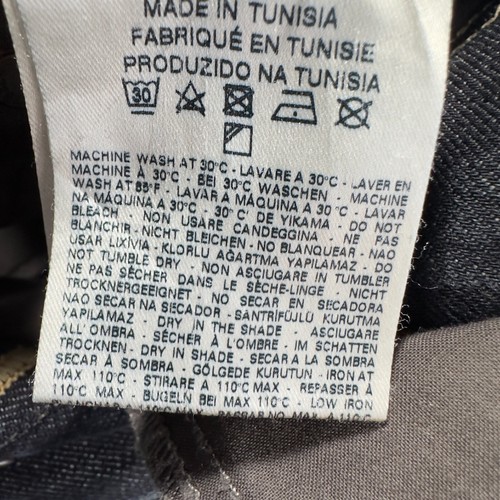 MADE IN TUNISIA
FABRIQUÉ EN TUNISIE
PRODUZIDO NA TUNISIA
30
MACHINE WASH AT 30°C - LAVARE A 30°C - LAVER EN
MACHINE À 30°C - BEI 30°C WASCHEN - MACHINE
WASH AT 85°F - LAVAR A MÁQUINA A 30°C - LAVAR
NA MÁQUINA A 30°C - 30°C' DE YIKAMA - DO NOT
BLEACH - NON USARE CANDEGGINA - NE PAS
BLANCHIR - NICHT BLEICHEN - NO BLANQUEAR - NAO
USAR LIXÍVIA - KLORLU AĞARTMA YAPILAMAZ - DO
NOT TUMBLE DRY - NON ASCIUGARE IN TUMBLER
NE PAS SÉCHER DANS LE SÈCHE-LINGE - NICHT
TROCKNERGEEIGNET - NO SECAR EN SECADORA
NÃO SECAR NA SECADOR - SANTRİFÜJLÜ KURUTMA
YAPILAMAZ - DRY IN THE SHADE - ASCIUGARE
ALL'OMBRA - SÉCHER À L'OMBRE - IM SCHATTEN
TROCKNEN - DRY IN SHADE - SECAR A LA SOMBRA
SECAR À SOMBRA - GÖLGEDE KURUTUN - IRON AT
MAX 110°C - STIRARE A 110°C MAX - REPASSER À
110°C MAX - BÜGELN BEI MAX 110°C - LOW IRON